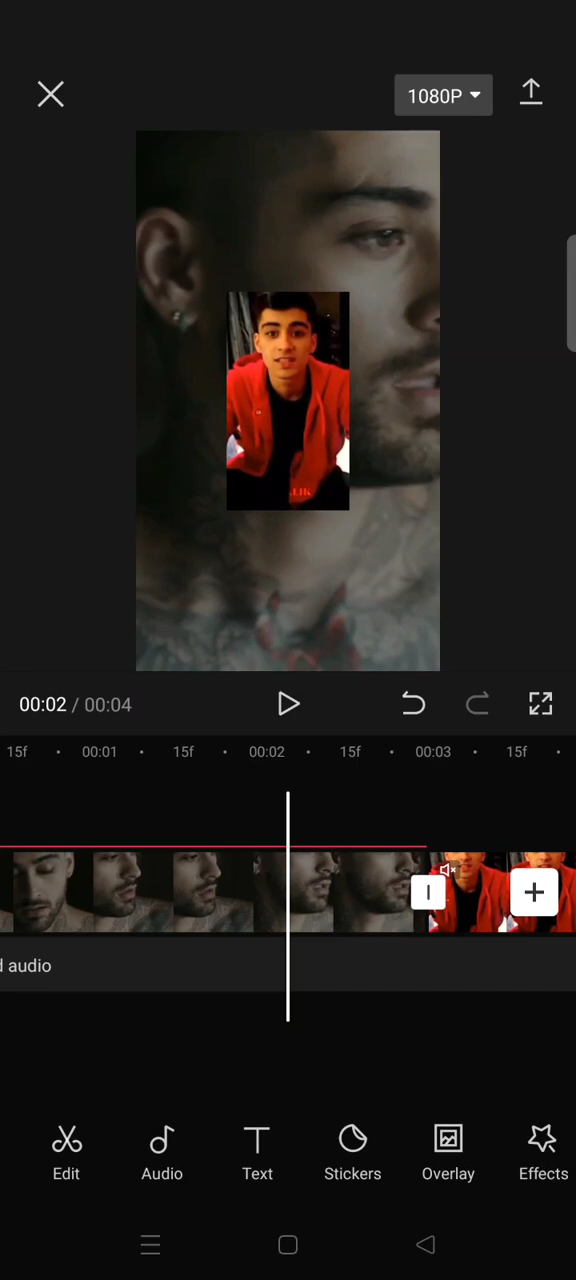 1080P
.LIK
00:02 / 00:04
15f 00:01 15f 00:02 15f 00:03 15f
d audio
Edit Audio Text Stickers Overlay Effects